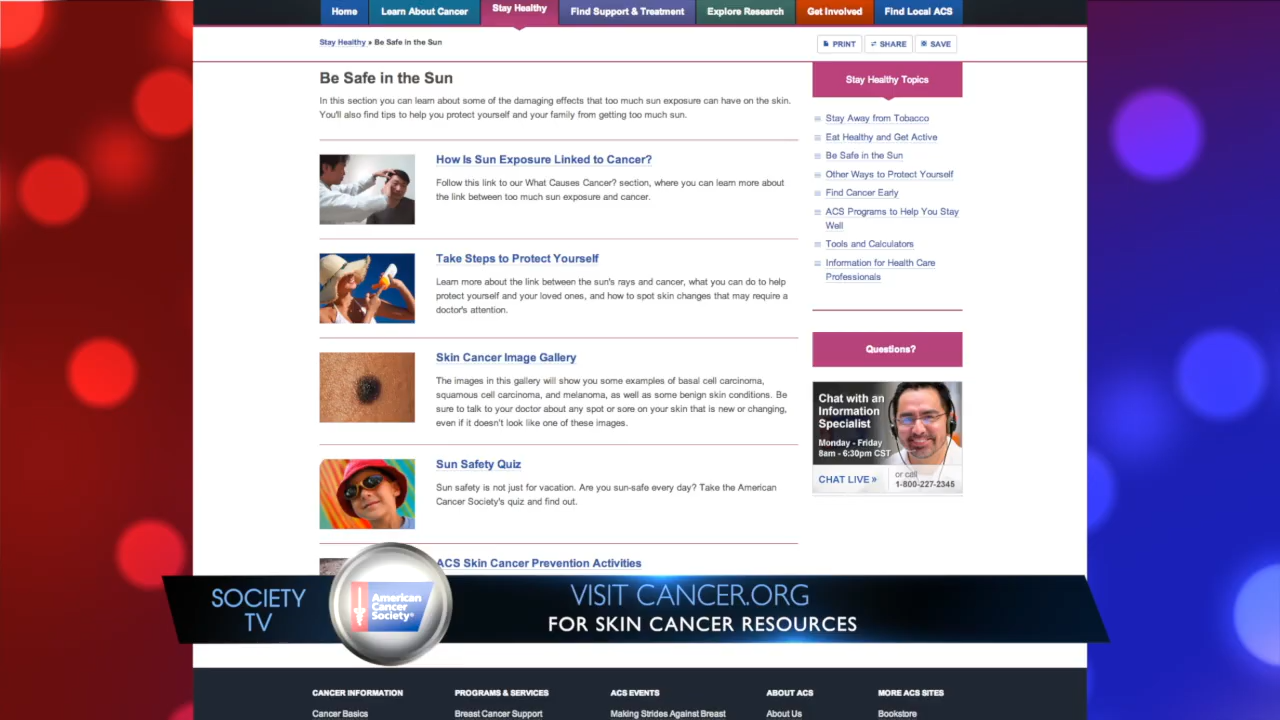 Home
Learn About Cancer
Stay Healthy
Find Support & Treatment
Explore Research
Get Involved
Find Local ACS
Stay Healthy » Be Safe in the Sun
PRINT
SHARE
SAVE
Be Safe in the Sun
In this section you can learn about some of the damaging effects that too much sun exposure can have on the skin.
You'll also find tips to help you protect yourself and your family from getting too much sun.
How Is Sun Exposure Linked to Cancer?
Follow this link to our What Causes Cancer? section, where you can learn more about
the link between too much sun exposure and cancer.
Take Steps to Protect Yourself
Learn more about the link between the sun's rays and cancer, what you can do to help
protect yourself and your loved ones, and how to spot skin changes that may require a
doctor's attention.
Skin Cancer Image Gallery
The images in this gallery will show you some examples of basal cell carcinoma,
squamous cell carcinoma, and melanoma, as well as some benign skin conditions. Be
sure to talk to your doctor about any spot or sore on your skin that is new or changing,
even if it doesn't look like one of these images.
Sun Safety Quiz
Sun safety is not just for vacation. Are you sun-safe every day? Take the American
Cancer Society's quiz and find out.
ACS Skin Cancer Prevention Activities
Stay Healthy Topics
Stay Away from Tobacco
Eat Healthy and Get Active
Be Safe in the Sun
Other Ways to Protect Yourself
Find Cancer Early
ACS Programs to Help You Stay
Well
Tools and Calculators
Information for Health Care
Professionals
Questions?
Chat with an
Information
Specialist
Monday - Friday
8am - 6:30pm CST
CHAT LIVE »
or call
1-800-227-2345
SOCIETY
TV
American
Cancer
Society®
VISIT CANCER.ORG
FOR SKIN CANCER RESOURCES
CANCER INFORMATION
Cancer Basics
PROGRAMS & SERVICES
Breast Cancer Support
ACS EVENTS
Making Strides Against Breast
ABOUT ACS
About Us
MORE ACS SITES
Bookstore